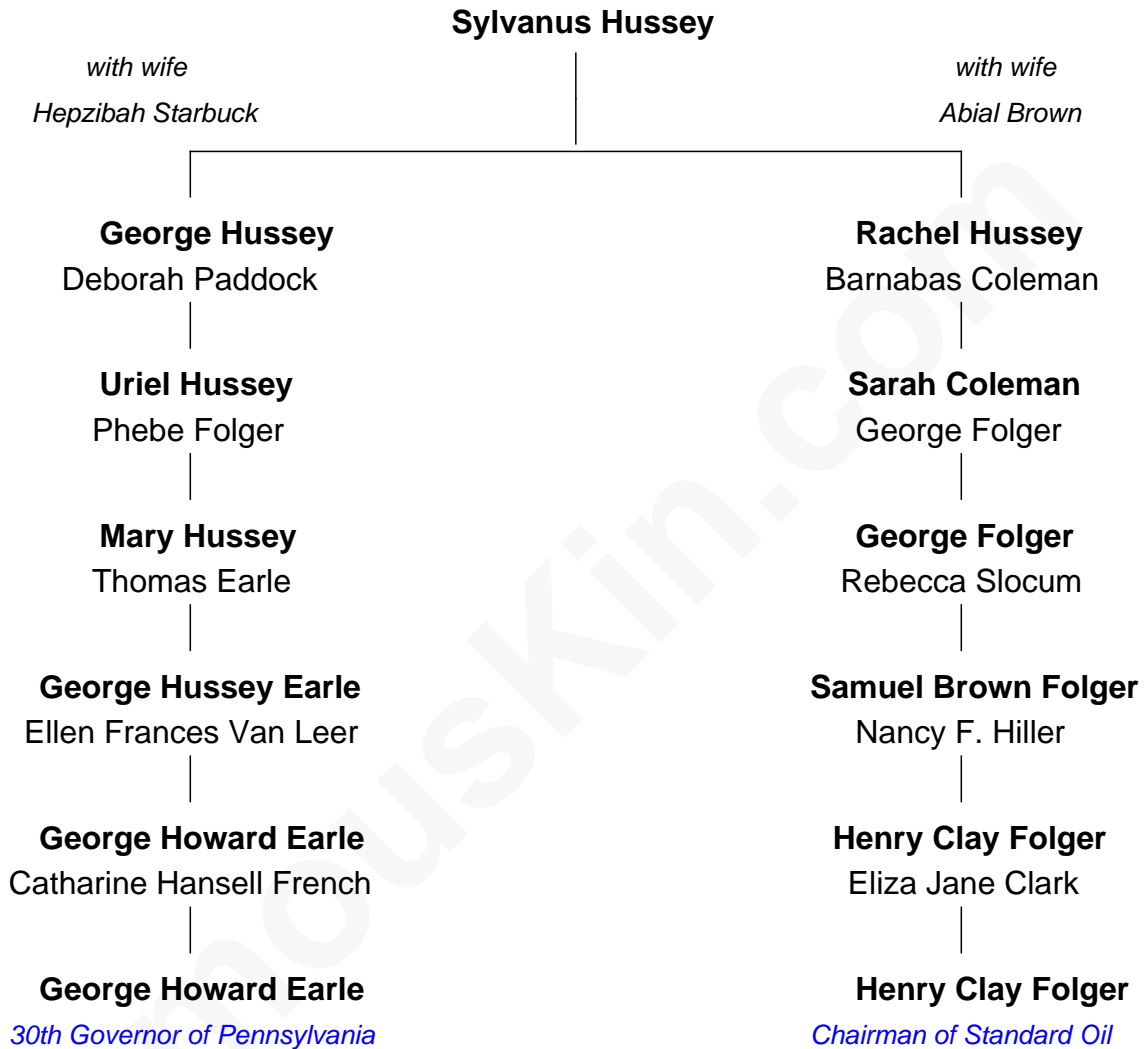 Sylvanus Hussey
with wife
Hepzibah Starbuck
with wife
Abial Brown
George Hussey
Deborah Paddock
Rachel Hussey
Barnabas Coleman
Uriel Hussey
Phebe Folger
Sarah Coleman
George Folger
Mary Hussey
Thomas Earle
George Folger
Rebecca Slocum
George Hussey Earle
Ellen Frances Van Leer
Samuel Brown Folger
Nancy F. Hiller
George Howard Earle
Catharine Hansell French
Henry Clay Folger
Eliza Jane Clark
George Howard Earle
30th Governor of Pennsylvania
Henry Clay Folger
Chairman of Standard Oil
mousKin.com